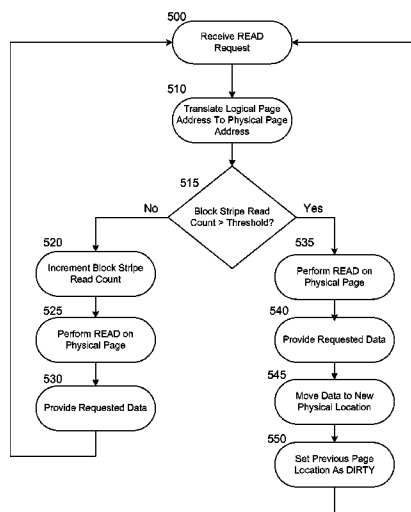 500
Receive READ
Request
510
Translate Logical Page
Address To Physical Page
Address
515
Block Stripe Read
Count > Threshold?
No
Yes
520
Increment Block Stripe
Read Count
525
Perform READ on
Physical Page
530
Provide Requested Data
535
Perform READ on
Physical Page
540
Provide Requested Data
545
Move Data to New
Physical Location
550
Set Previous Page
Location As DIRTY